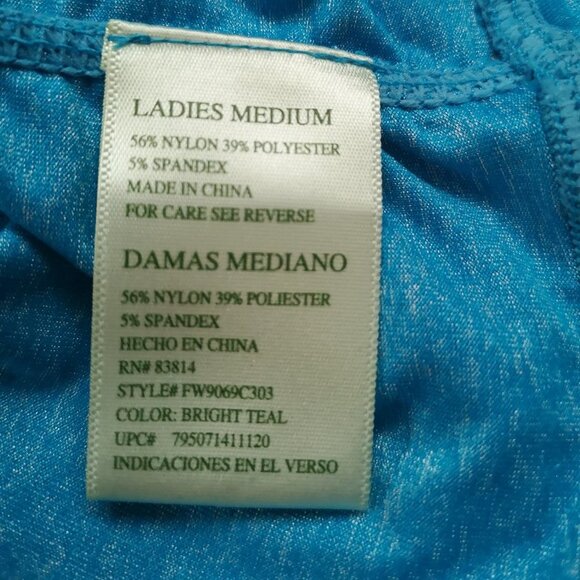 LADIES MEDIUM
56% NYLON 39% POLYESTER
5% SPANDEX
MADE IN CHINA
FOR CARE SEE REVERSE
DAMAS MEDIANO
56% NYLON 39% POLIESTER
5% SPANDEX
HECHO EN CHINA
RN# 83814
STYLE# FW9069C303
COLOR: BRIGHT TEAL
UPC# 795071411120
INDICACIONES EN EL VERSO